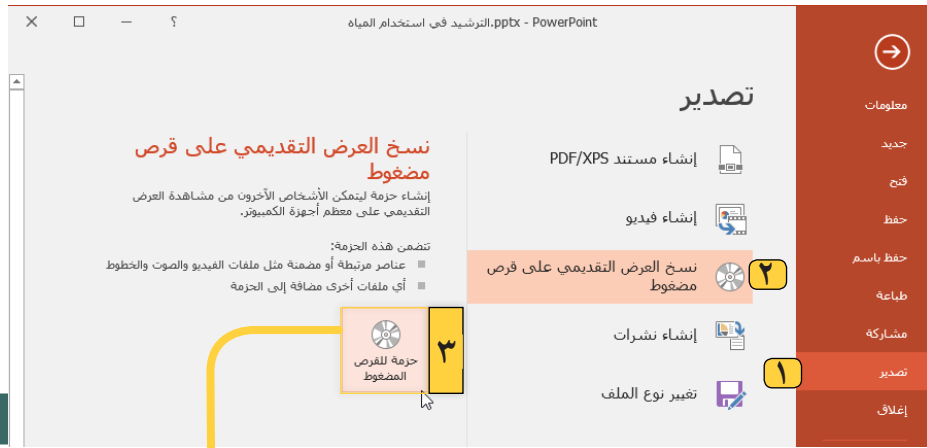 الترشيد في استخدام المياه.pptx - PowerPoint
؟
معلومات
جديد
فتح
حفظ
حفظ باسم
طباعة
مشاركة
تصدير
إغلاق
١
تصدير
إنشاء مستند PDF/XPS
إنشاء فيديو
نسخ العرض التقديمي على قرص
مضغوط
٢
إنشاء نشرات
تغيير نوع الملف
نسخ العرض التقديمي على قرص
مضغوط
إنشاء حزمة ليتمكن الأشخاص الآخرون من مشاهدة العرض
التقديمي على معظم أجهزة الكمبيوتر.
تتضمن هذه الحزمة:
عناصر مرتبطة أو مضمنة مثل ملفات الفيديو والصوت والخطوط
أي ملفات أخرى مضافة إلى الحزمة
٣
حزمة للقرص
المضغوط